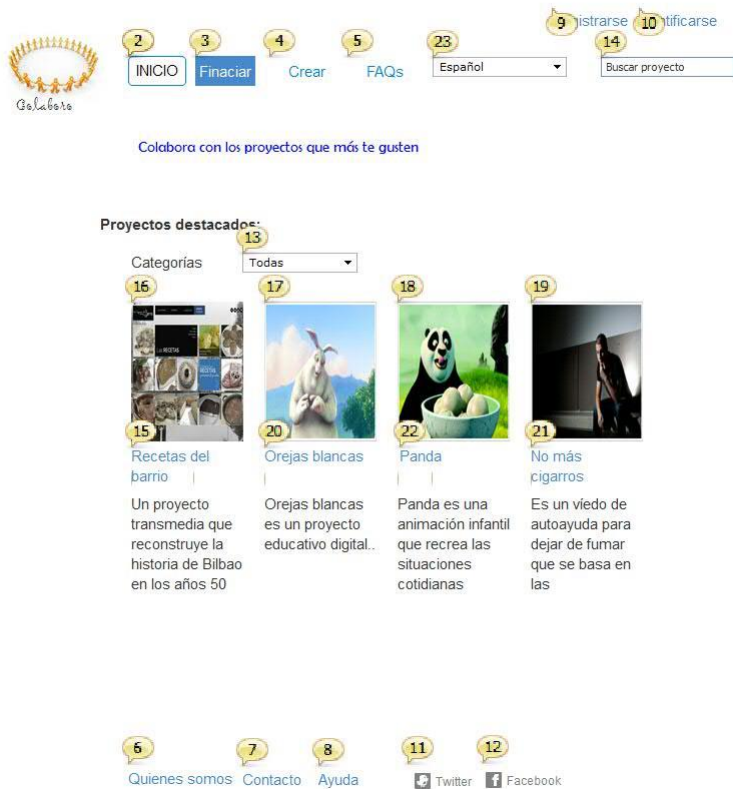 9 istrarse 10 tificarse
2 3 4 5 23 14
INICIO Finaciar Crear FAQs Español Buscar proyecto
Colabora
Colabora con los proyectos que más te gusten
Proyectos destacados:
13
Categorías Todas
16 17 18 19
RECETAS
15 20 22 21
Recetas del barrio
Orejas blancas
Panda
No más cigarros
Un proyecto
transmedia que
reconstruye la
historia de Bilbao
en los años 50
Orejas blancas
es un proyecto
educativo digital..
Panda es una
animación infantil
que recrea las
situaciones
cotidianas
Es un víedo de
autoayuda para
dejar de fumar
que se basa en
las
6 7 8 11 12
Quienes somos Contacto Ayuda Twitter Facebook